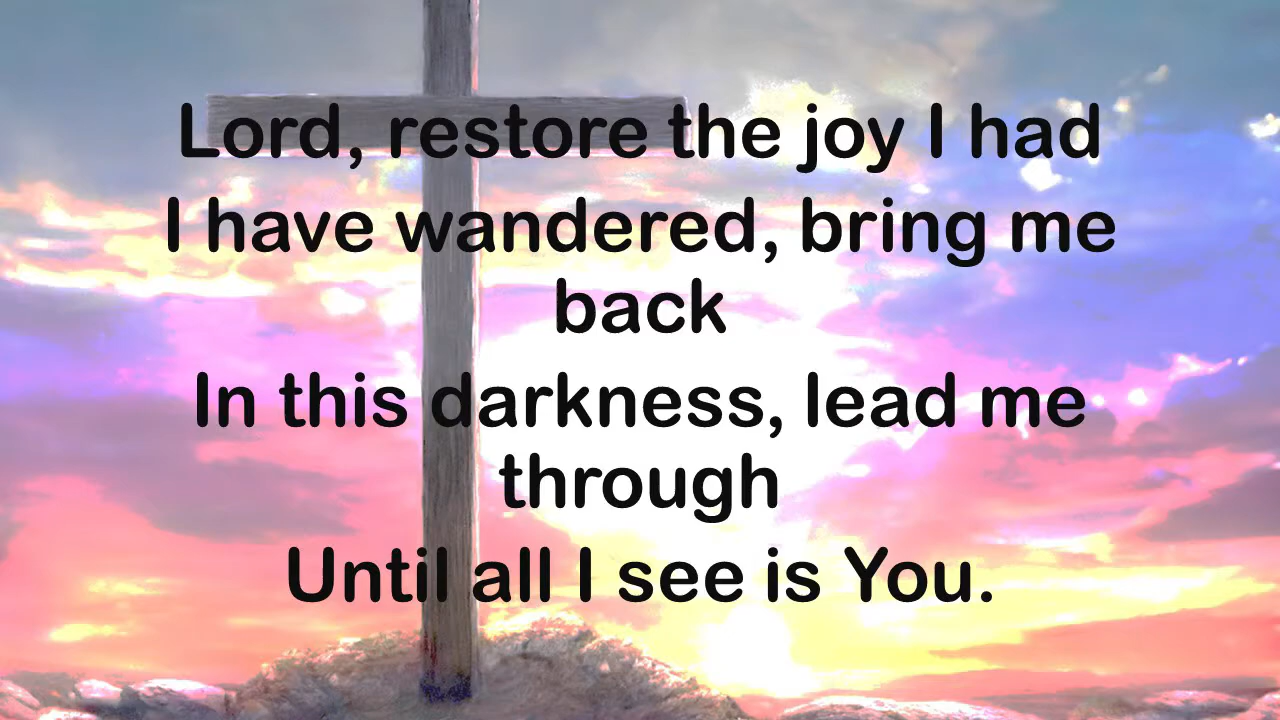 Lord, restore the joy I had
I have wandered, bring me
back
In this darkness, lead me
through
Until all I see is You.